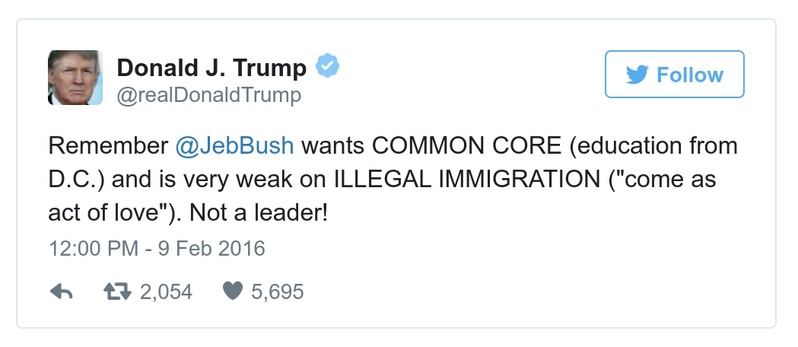 Donald J. Trump
@realDonaldTrump
Follow
Remember @JebBush wants COMMON CORE (education from
D.C.) and is very weak on ILLEGAL IMMIGRATION ("come as
act of love"). Not a leader!
12:00 PM - 9 Feb 2016
2,054 5,695